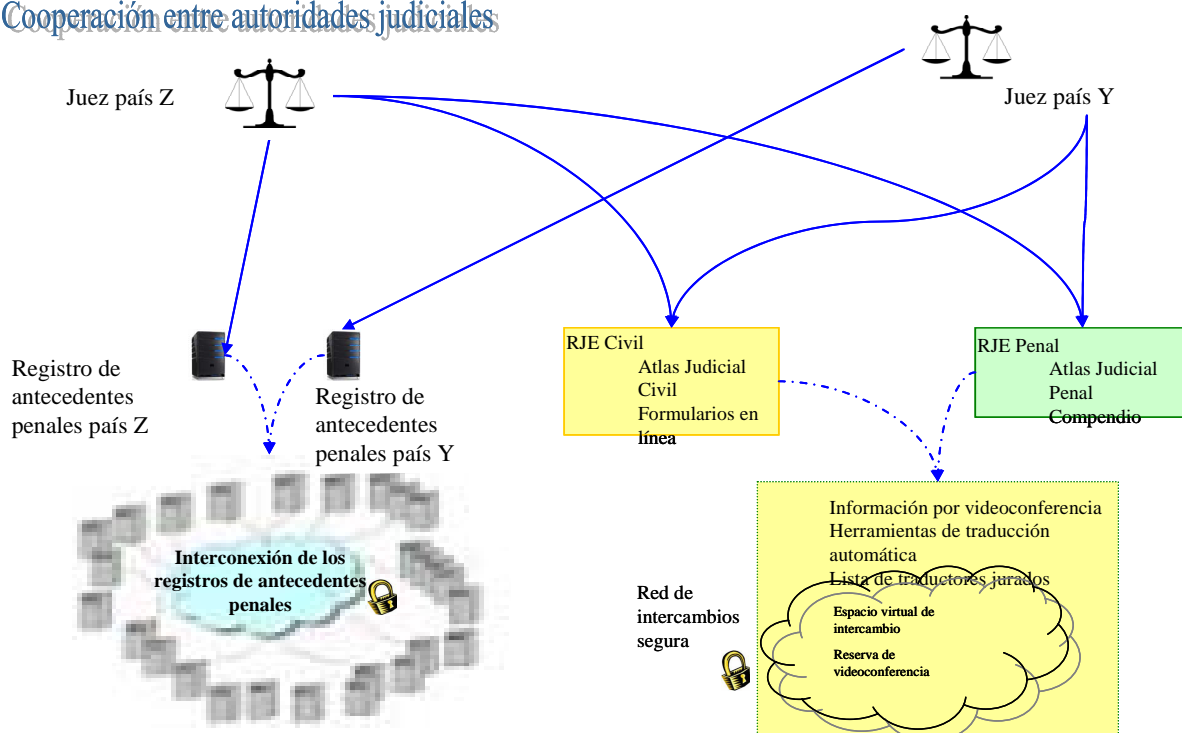 Cooperación entre autoridades judiciales
Juez país Z
Juez país Y
Registro de
antecedentes
penales país Z
Registro de
antecedentes
penales país Y
RJE Civil
Atlas Judicial
Civil
Formularios en
línea
RJE Penal
Atlas Judicial
Penal
Compendio
Interconexión de los
registros de antecedentes
penales
Red de
intercambios
segura
Información por videoconferencia
Herramientas de traducción
automática
Lista de traductores jurados
Espacio virtual de
intercambio
Reserva de
videoconferencia